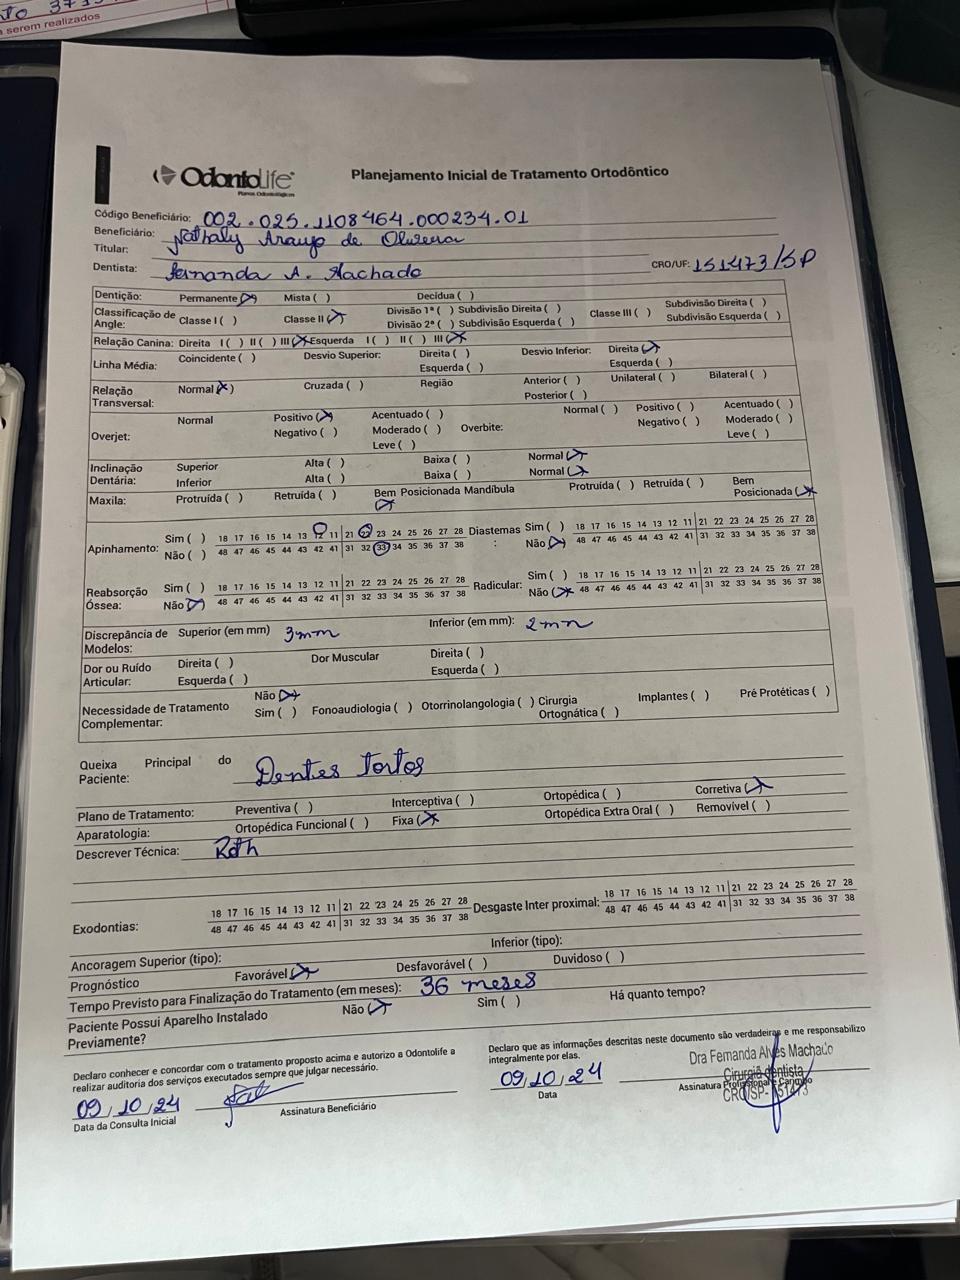 serem realizados
OdontoLife
Planos Odontológicos
Planejamento Inicial de Tratamento Ortodôntico
Código Beneficiário: 002.025.1108464.000234.01
Beneficiário: Nathaly Araujo de Oliveira
Titular:
Dentista: Fernanda A. Machado CRO/UF: 151473/SP
Dentição: Permanente (X) Mista ( ) Decídua ( )
Classificação de Angle: Classe I ( ) Classe II (X) Divisão 1ª ( ) Subdivisão Direita ( ) Classe III ( ) Subdivisão Direita ( )
Divisão 2ª ( ) Subdivisão Esquerda ( ) Subdivisão Esquerda ( )
Relação Canina: Direita I ( ) II ( ) III (X) Esquerda I ( ) II ( ) III (X)
Linha Média: Coincidente ( ) Desvio Superior: Direita ( ) Desvio Inferior: Direita (X)
Esquerda ( ) Esquerda ( )
Relação Transversal: Normal (X) Cruzada ( ) Região Anterior ( ) Unilateral ( ) Bilateral ( )
Posterior ( )
Overjet: Normal Positivo (X) Acentuado ( ) Overbite: Normal ( ) Positivo ( ) Acentuado ( )
Negativo ( ) Moderado ( ) Negativo ( ) Moderado ( )
Leve ( ) Leve ( )
Inclinação Dentária: Superior Alta ( ) Baixa ( ) Normal (X)
Inferior Alta ( ) Baixa ( ) Normal (X)
Maxila: Protruída ( ) Retruída ( ) Bem Posicionada (X) Mandíbula Protruída ( ) Retruída ( ) Bem Posicionada (X)
Apinhamento: Sim ( ) 18 17 16 15 14 13 11 21 23 24 25 26 27 28 Diastemas: Sim ( ) 18 17 16 15 14 13 12 11 21 22 23 24 25 26 27 28
Não ( ) 48 47 46 45 44 43 42 41 31 32 33 34 35 36 37 38 Não (X) 48 47 46 45 44 43 42 41 31 32 33 34 35 36 37 38
Reabsorção Óssea: Sim ( ) 18 17 16 15 14 13 12 11 21 22 23 24 25 26 27 28 Radicular: Sim ( ) 18 17 16 15 14 13 12 11 21 22 23 24 25 26 27 28
Não (X) 48 47 46 45 44 43 42 41 31 32 33 34 35 36 37 38 Não (X) 48 47 46 45 44 43 42 41 31 32 33 34 35 36 37 38
Discrepância de Modelos: Superior (em mm) 3mm Inferior (em mm): 2mm
Dor ou Ruído Articular: Direita ( ) Dor Muscular Direita ( )
Esquerda ( ) Esquerda ( )
Necessidade de Tratamento Complementar: Não (X)
Sim ( ) Fonoaudiologia ( ) Otorrinolangologia ( ) Cirurgia Ortognática ( ) Implantes ( ) Pré Protéticas ( )
Queixa Principal do Paciente: Dentes tortos
Plano de Tratamento: Preventiva ( ) Interceptiva ( ) Ortopédica ( ) Corretiva (X)
Aparatologia: Ortopédica Funcional ( ) Fixa (X) Ortopédica Extra Oral ( ) Removível ( )
Descrever Técnica: Roth
Exodontias: 18 17 16 15 14 13 12 11 21 22 23 24 25 26 27 28 Desgaste Inter proximal: 18 17 16 15 14 13 12 11 21 22 23 24 25 26 27 28
48 47 46 45 44 43 42 41 31 32 33 34 35 36 37 38 48 47 46 45 44 43 42 41 31 32 33 34 35 36 37 38
Ancoragem Superior (tipo): Inferior (tipo):
Prognóstico Favorável (X) Desfavorável ( ) Duvidoso ( )
Tempo Previsto para Finalização do Tratamento (em meses): 36 meses
Paciente Possui Aparelho Instalado Previamente? Não (X) Sim ( ) Há quanto tempo?
Declaro conhecer e concordar com o tratamento proposto acima e autorizo a Odontolife a
realizar auditoria dos serviços executados sempre que julgar necessário.
09/10/24
Data da Consulta Inicial Assinatura Beneficiário
Declaro que as informações descritas neste documento são verdadeiras e me responsabilizo
integralmente por elas.
Dra Fernanda Alves Machado
Cirurgiã dentista
CRO/SP- 151473
09/10/24
Data Assinatura Profissional e Carimbo